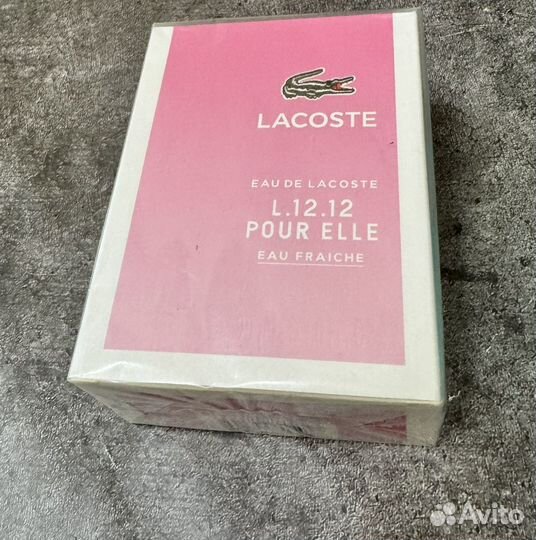 LACOSTE
EAU DE LACOSTE
L.12.12
POUR ELLE
EAU FRAICHE
Avito